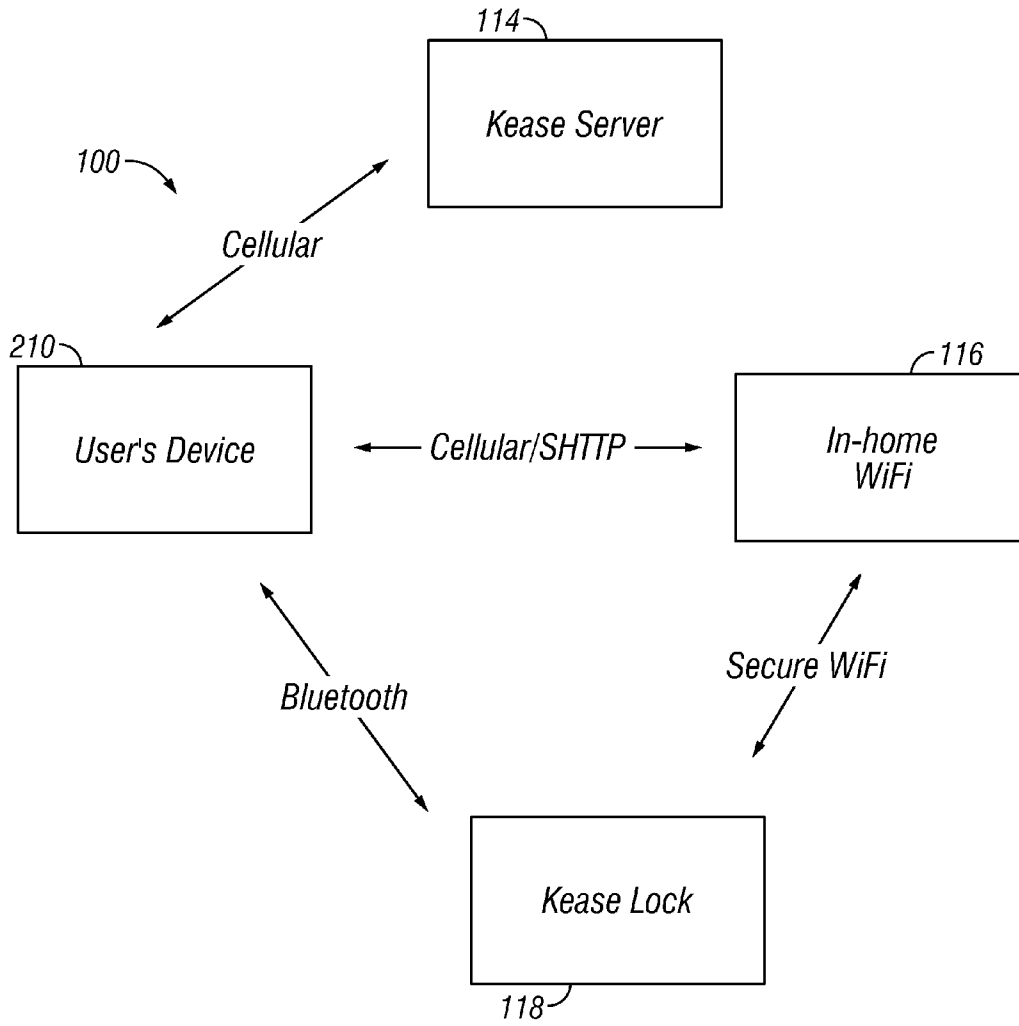 114
Kease Server
100
Cellular
210
User's Device
Cellular/SHTTP
116
In-home
WiFi
Bluetooth
Secure WiFi
Kease Lock
118